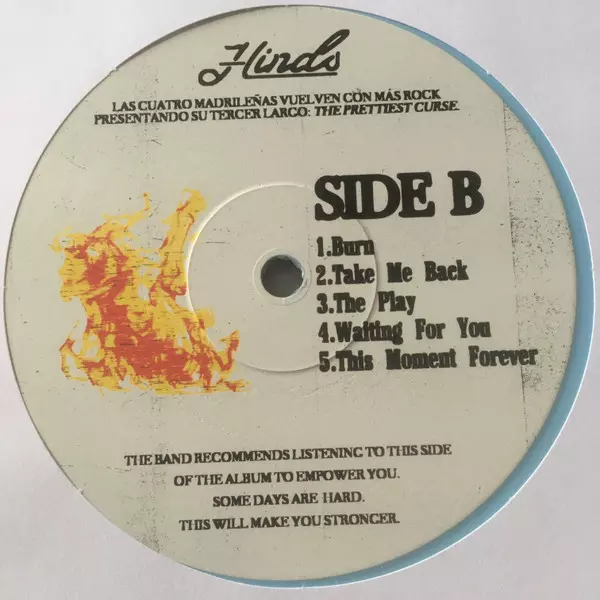 Hinds
LAS CUATRO MADRILEÑAS VUELVEN CON MÁS ROCK
PRESENTANDO SU TERCER LARGO: THE PRETTIEST CURSE.
SIDE B
1.Burn
2.Take Me Back
3.The Play
4.Waiting For You
5.This Moment Forever
THE BAND RECOMMENDS LISTENING TO THIS SIDE
OF THE ALBUM TO EMPOWER YOU.
SOME DAYS ARE HARD.
THIS WILL MAKE YOU STRONGER.